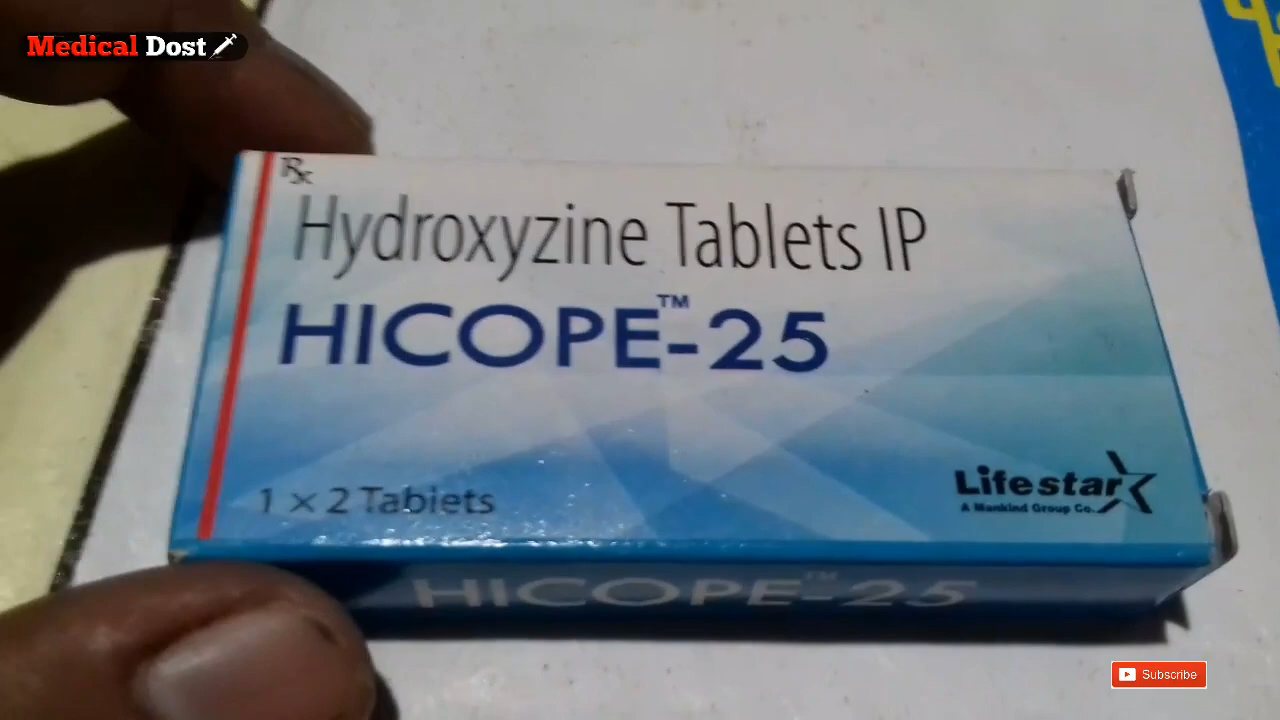 Medical Dost
Rx
Hydroxyzine Tablets IP
HICOPE™-25
1 × 2 Tablets
Lifestar
A Mankind Group Co.
HICOPE™-25
Subscribe